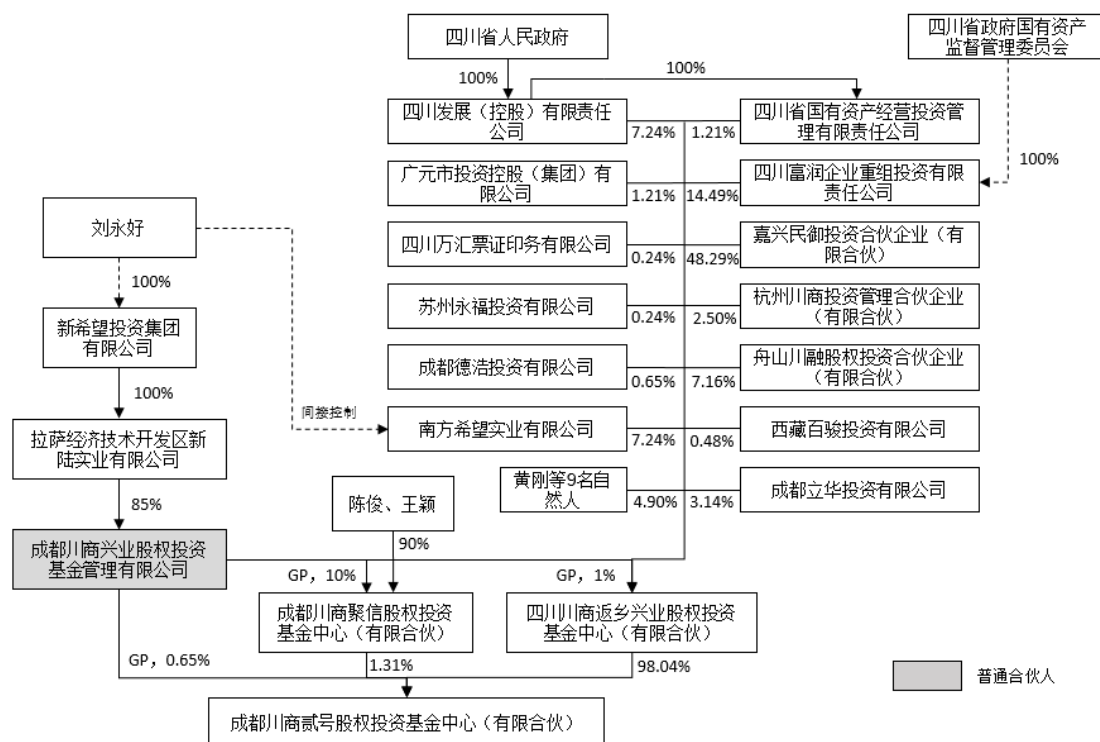 四川省人民政府
四川省政府国有资产
监督管理委员会
100%
100%
四川发展（控股）有限责任
公司
7.24%
1.21%
四川省国有资产经营投资管
理有限责任公司
100%
广元市投资控股（集团）有
限公司
1.21%
14.49%
四川富润企业重组投资有限
责任公司
刘永好
四川万汇票证印务有限公司
0.24%
48.29%
嘉兴民御投资合伙企业（有
限合伙）
100%
新希望投资集团
有限公司
苏州永福投资有限公司
0.24%
2.50%
杭州川商投资管理合伙企业
（有限合伙）
成都德浩投资有限公司
0.65%
7.16%
舟山川融股权投资合伙企业
（有限合伙）
100%
间接控制
拉萨经济技术开发区新
陆实业有限公司
南方希望实业有限公司
7.24%
0.48%
西藏百骏投资有限公司
黄刚等9名自
然人
4.90%
3.14%
成都立华投资有限公司
85%
陈俊、王颖
90%
成都川商兴业股权投资
基金管理有限公司
GP，10%
GP，1%
成都川商聚信股权投资
基金中心（有限合伙）
四川川商返乡兴业股权投资
基金中心（有限合伙）
GP，0.65%
1.31%
98.04%
普通合伙人
成都川商贰号股权投资基金中心（有限合伙）